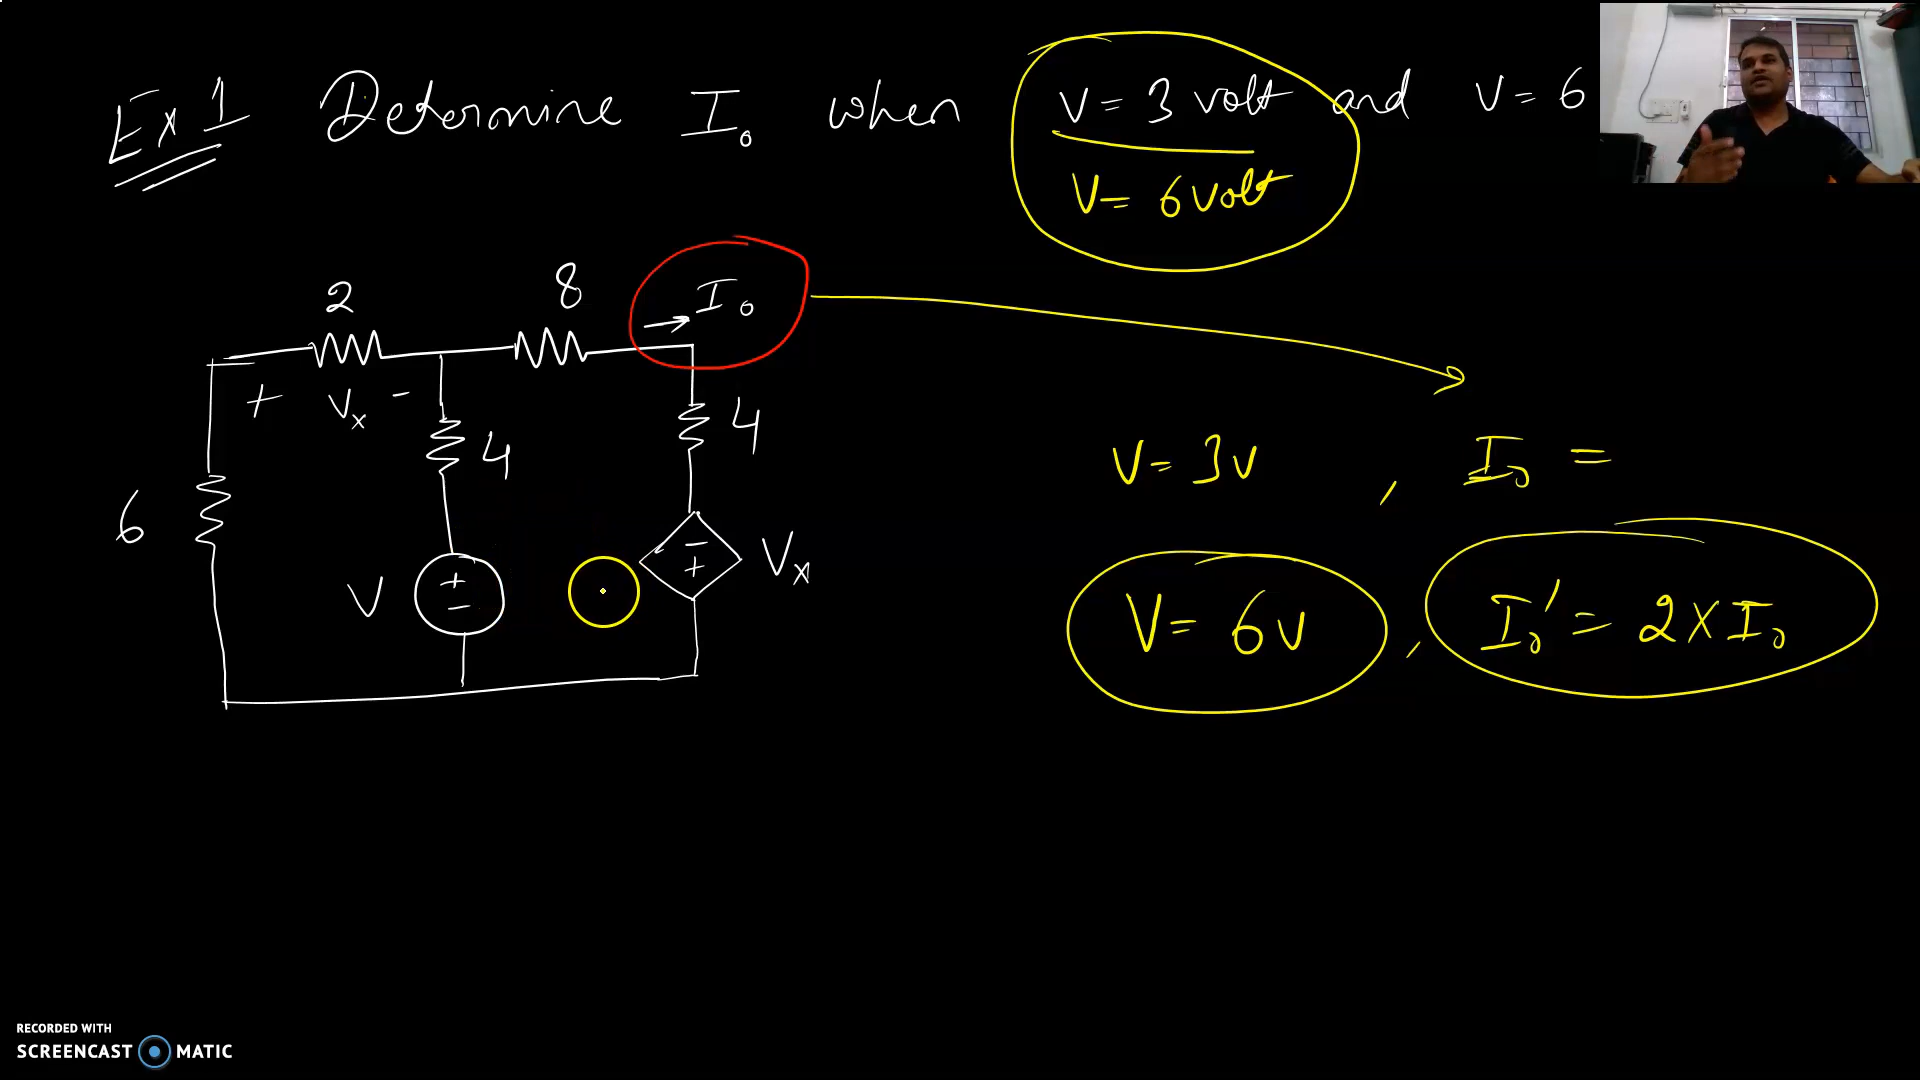 Ex 1 Determine I₀ when V = 3 volt and V = 6
V = 6 volt
2
8
I₀
+ Vx -
4
4
6
V
+
-
-
+
Vx
V = 3V , I₀ =
V = 6V , I₀' = 2 x I₀
RECORDED WITH
SCREENCAST MATIC